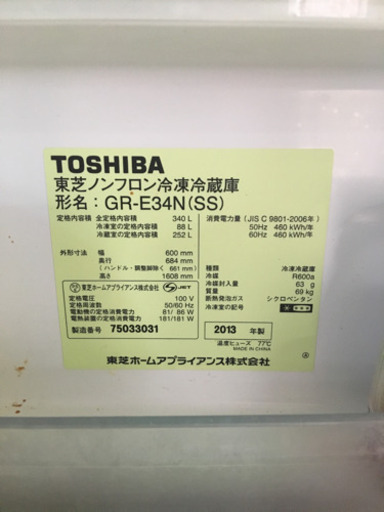 TOSHIBA
東芝ノンフロン冷凍冷蔵庫
形名：GR-E34N(SS)
定格内容積 全定格内容積 340 L
冷凍室の定格内容積 88 L
冷蔵室の定格内容積 252 L
外形寸法 幅 600 mm
奥行 684 mm
(ハンドル・調整脚除く 661 mm)
高さ 1608 mm
東芝ホームアプライアンス株式会社 JET
定格電圧 100 V
定格周波数 50/60 Hz
電動機の定格消費電力 81/ 86 W
電熱装置の定格消費電力 181/181 W
製造番号 75033031
消費電力量 (JIS C 9801-2006年)
50Hz 460 kWh/年
60Hz 460 kWh/年
種類 冷凍冷蔵庫
冷媒 R600a
冷媒封入量 63 g
質量 69 kg
断熱発泡ガス シクロペンタン
冷凍室の記号
2013 年製
温度ヒューズ 77℃
MADE IN CHINA
東芝ホームアプライアンス株式会社
Ⓐ